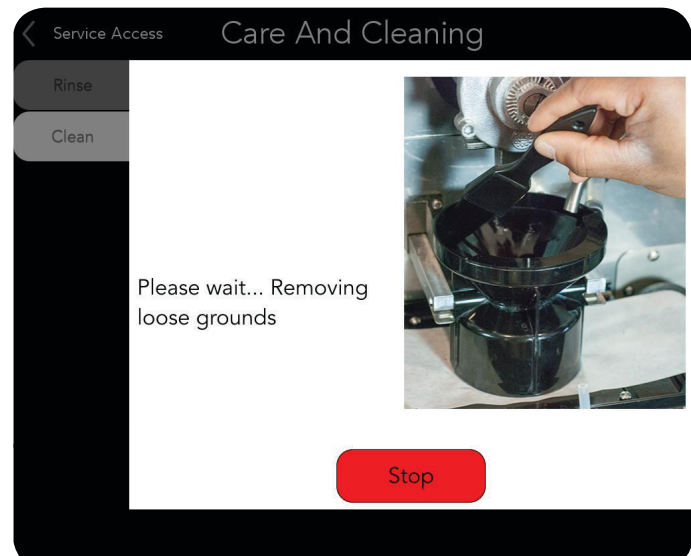 Service Access
Care And Cleaning
Rinse
Clean
Please wait... Removing
loose grounds
Stop